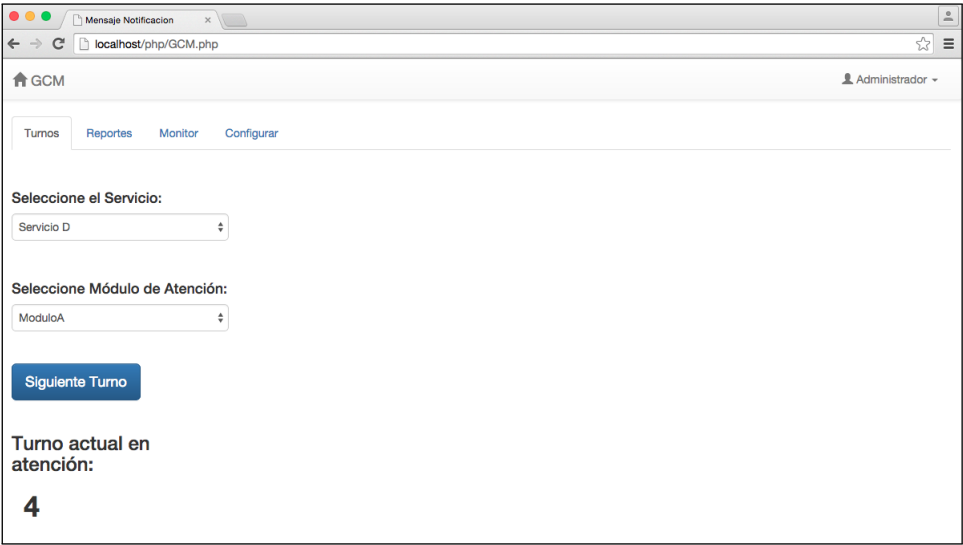 Mensaje Notificacion
localhost/php/GCM.php
GCM
Administrador
Turnos Reportes Monitor Configurar
Seleccione el Servicio:
Servicio D
Seleccione Módulo de Atención:
ModuloA
Siguiente Turno
Turno actual en
atención:
4